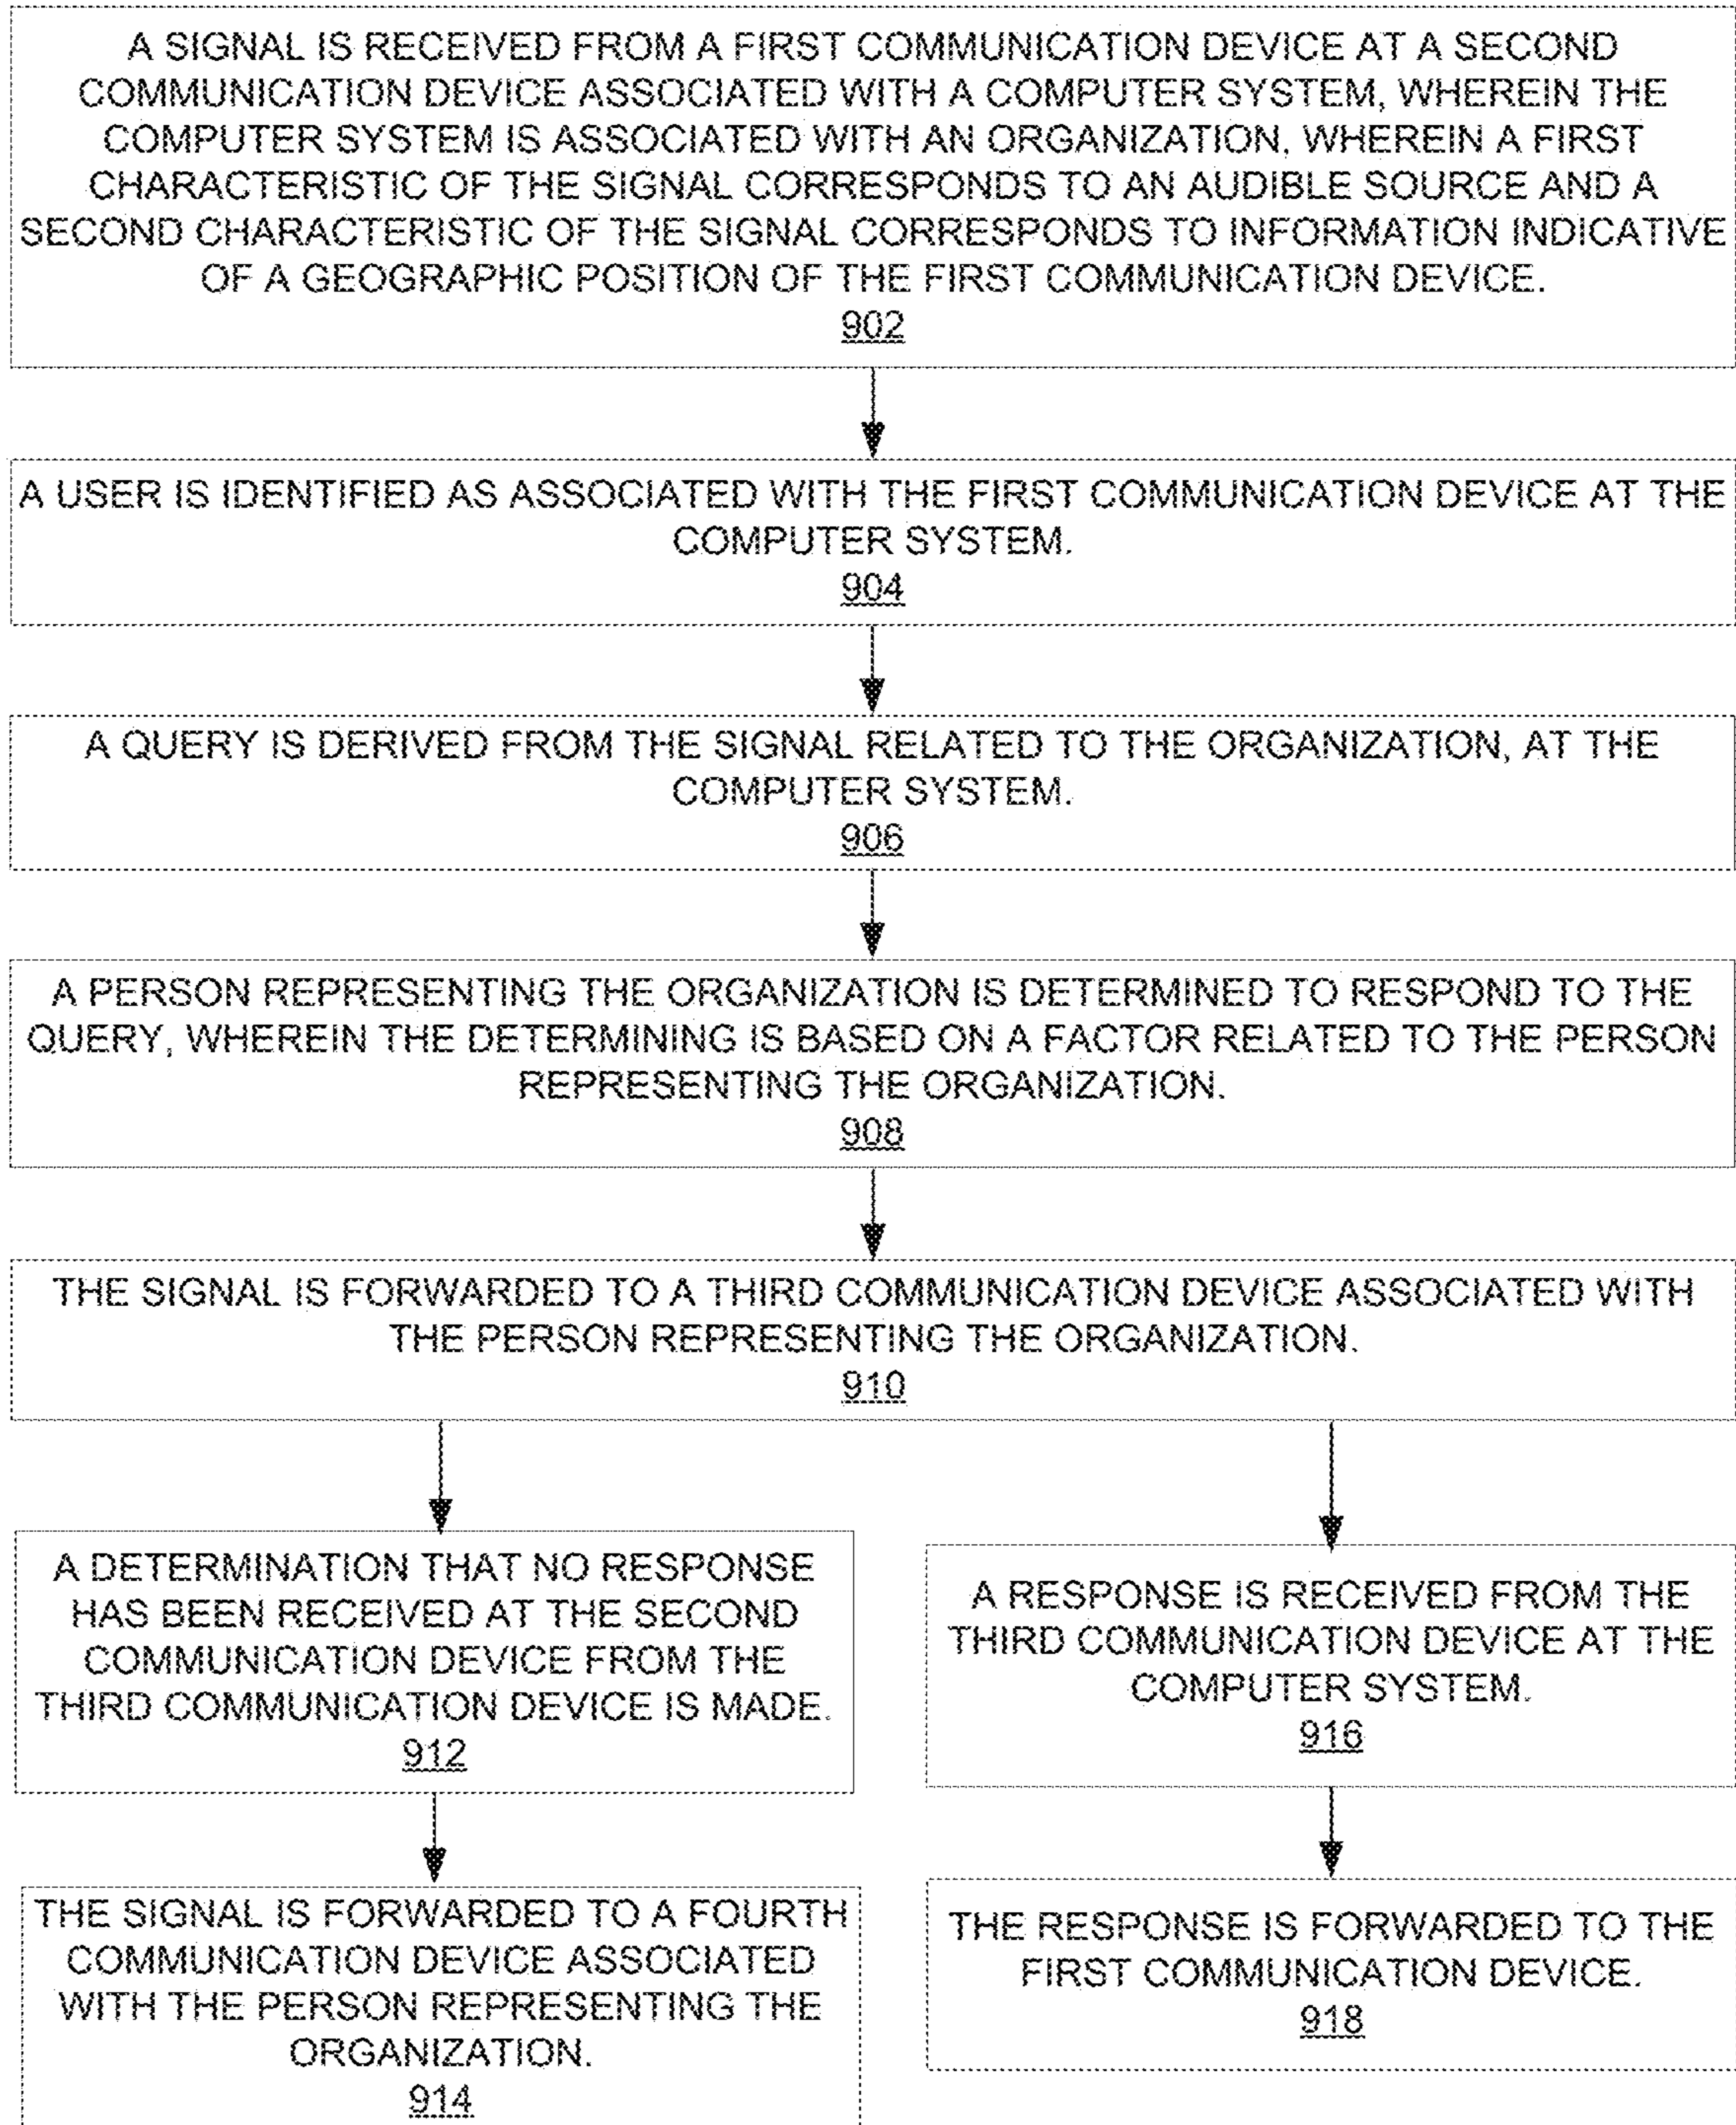 A SIGNAL IS RECEIVED FROM A FIRST COMMUNICATION DEVICE AT A SECOND
COMMUNICATION DEVICE ASSOCIATED WITH A COMPUTER SYSTEM, WHEREIN THE
COMPUTER SYSTEM IS ASSOCIATED WITH AN ORGANIZATION, WHEREIN A FIRST
CHARACTERISTIC OF THE SIGNAL CORRESPONDS TO AN AUDIBLE SOURCE AND A
SECOND CHARACTERISTIC OF THE SIGNAL CORRESPONDS TO INFORMATION INDICATIVE
OF A GEOGRAPHIC POSITION OF THE FIRST COMMUNICATION DEVICE.
902
A USER IS IDENTIFIED AS ASSOCIATED WITH THE FIRST COMMUNICATION DEVICE AT THE
COMPUTER SYSTEM.
904
A QUERY IS DERIVED FROM THE SIGNAL RELATED TO THE ORGANIZATION, AT THE
COMPUTER SYSTEM.
906
A PERSON REPRESENTING THE ORGANIZATION IS DETERMINED TO RESPOND TO THE
QUERY, WHEREIN THE DETERMINING IS BASED ON A FACTOR RELATED TO THE PERSON
REPRESENTING THE ORGANIZATION.
908
THE SIGNAL IS FORWARDED TO A THIRD COMMUNICATION DEVICE ASSOCIATED WITH
THE PERSON REPRESENTING THE ORGANIZATION.
910
A DETERMINATION THAT NO RESPONSE
HAS BEEN RECEIVED AT THE SECOND
COMMUNICATION DEVICE FROM THE
THIRD COMMUNICATION DEVICE IS MADE.
912
THE SIGNAL IS FORWARDED TO A FOURTH
COMMUNICATION DEVICE ASSOCIATED
WITH THE PERSON REPRESENTING THE
ORGANIZATION.
914
A RESPONSE IS RECEIVED FROM THE
THIRD COMMUNICATION DEVICE AT THE
COMPUTER SYSTEM.
916
THE RESPONSE IS FORWARDED TO THE
FIRST COMMUNICATION DEVICE.
918